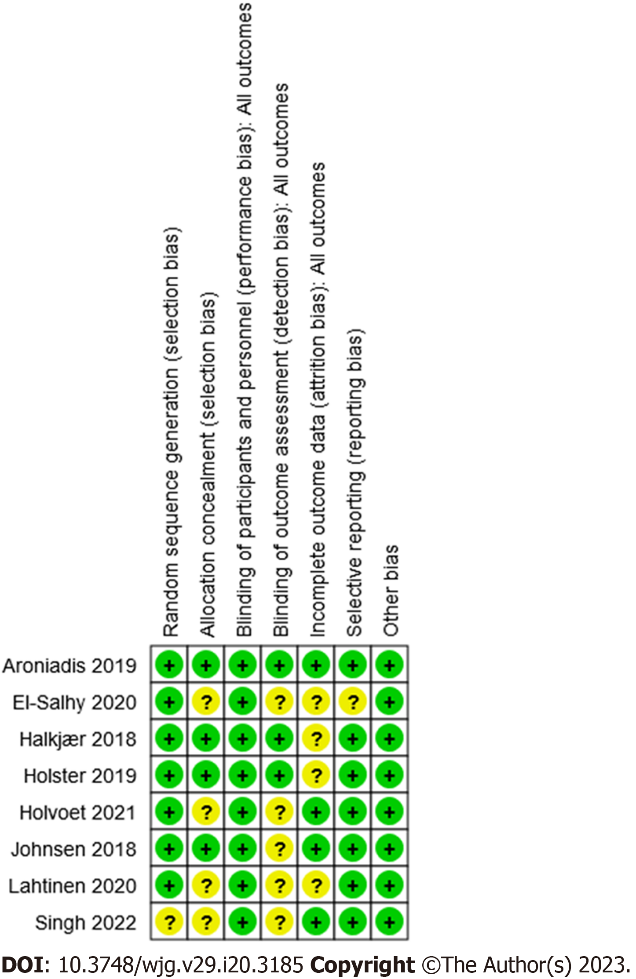 Random sequence generation (selection bias)
Allocation concealment (selection bias)
Blinding of participants and personnel (performance bias): All outcomes
Blinding of outcome assessment (detection bias): All outcomes
Incomplete outcome data (attrition bias): All outcomes
Selective reporting (reporting bias)
Other bias
Aroniadis 2019 + + + + + + +
El-Salhy 2020 + ? + ? ? ? +
Halkjær 2018 + + + + ? + +
Holster 2019 + + + + ? + +
Holvoet 2021 + ? + ? + + +
Johnsen 2018 + + + ? + + +
Lahtinen 2020 + ? + ? ? + +
Singh 2022 ? ? + ? + + +
DOI: 10.3748/wjg.v29.i20.3185 Copyright ©The Author(s) 2023.